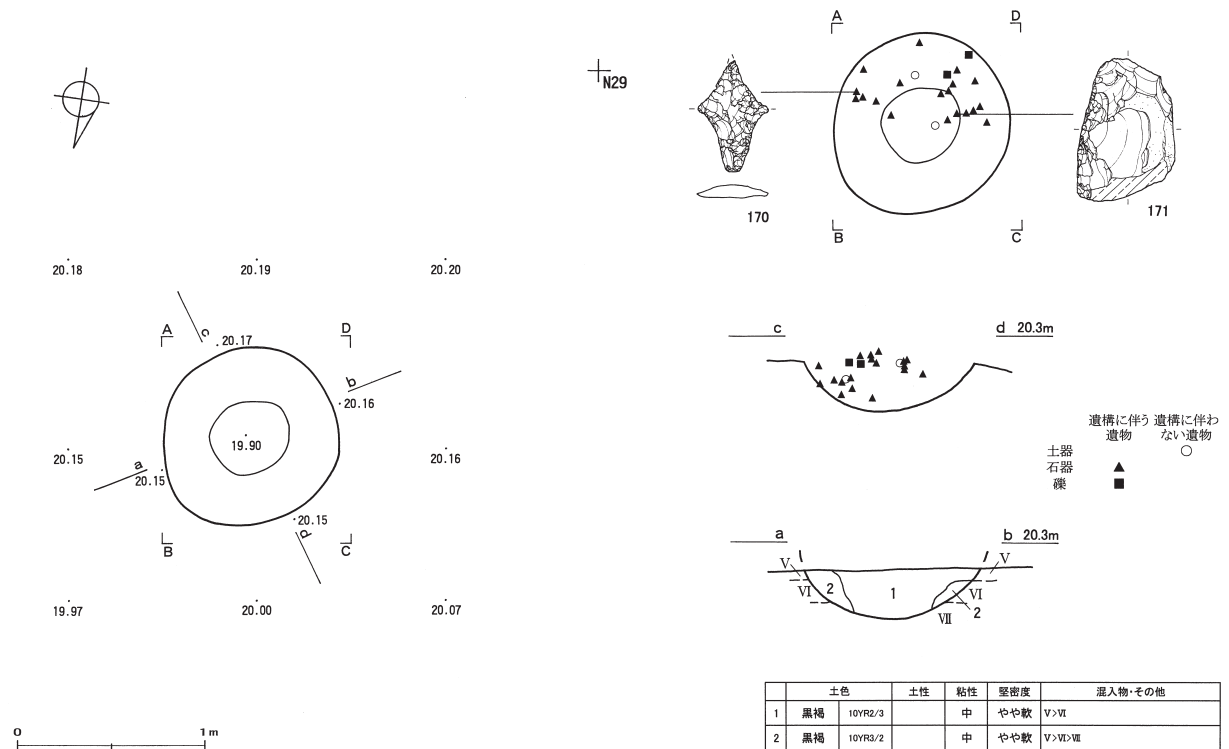 N29
A D
B C
170
171
20.18 20.19 20.20
A D
c
20.17
b
20.16
19.90
20.15 20.16
a
20.15
20.15
d
B C
19.97 20.00 20.07
0 1m
c d 20.3m
遺構に伴う 遺構に伴わ
遺物 ない遺物
土器 ○
石器 ▲
礫 ■
a b 20.3m
V V
VI 2 1 VI
VII 2
土色 土性 粘性 堅密度 混入物・その他
1 黒褐 10YR2/3 中 やや軟 V>VI
2 黒褐 10YR3/2 中 やや軟 V>VI>VII